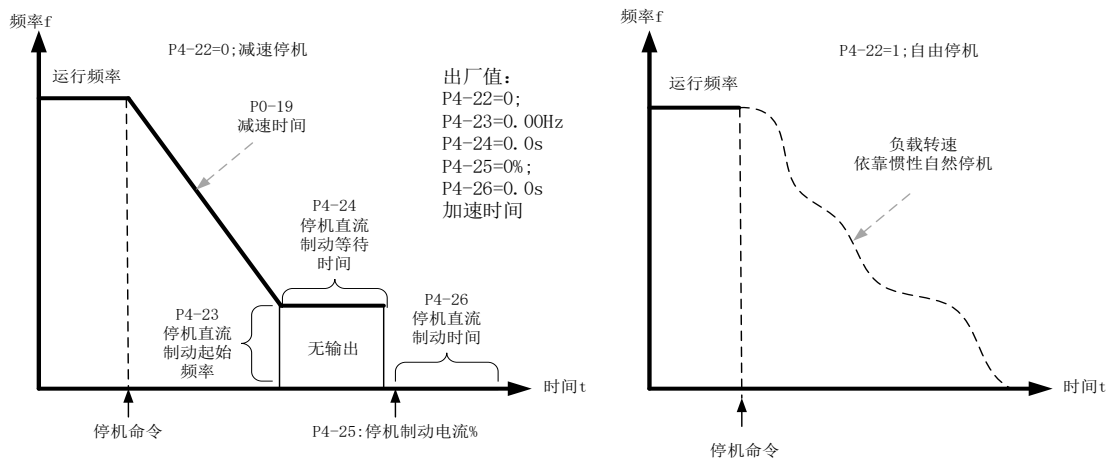 频率f
P4-22=0;减速停机
运行频率
P0-19
减速时间
出厂值:
P4-22=0;
P4-23=0.00Hz
P4-24=0.0s
P4-25=0%;
P4-26=0.0s
加速时间
P4-24
停机直流
制动等待
时间
P4-23
停机直流
制动起始
频率
无输出
P4-26
停机直流
制动时间
时间t
停机命令
P4-25:停机制动电流%
频率f
P4-22=1;自由停机
运行频率
负载转速
依靠惯性自然停机
时间t
停机命令